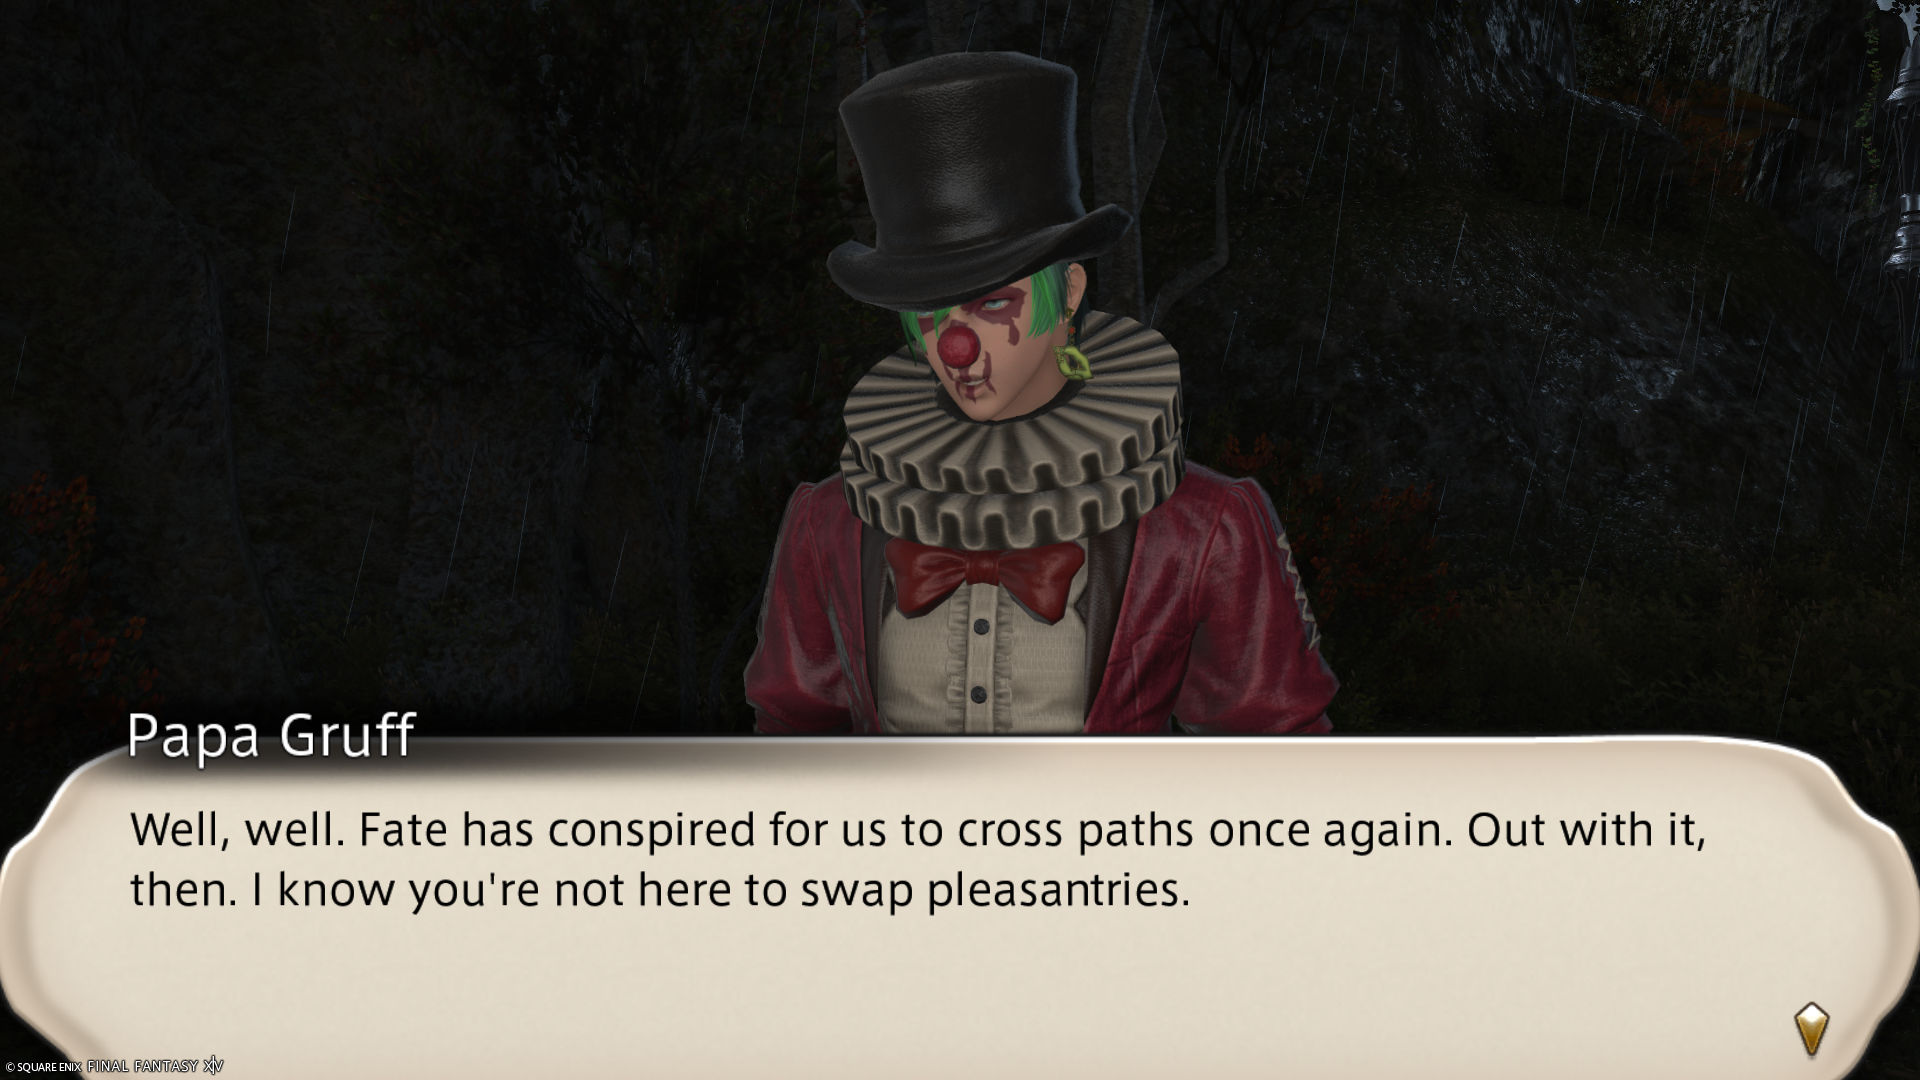 Papa Gruff
Well, well. Fate has conspired for us to cross paths once again. Out with it,
then. I know you're not here to swap pleasantries.
© SQUARE ENIX FINAL FANTASY XIV